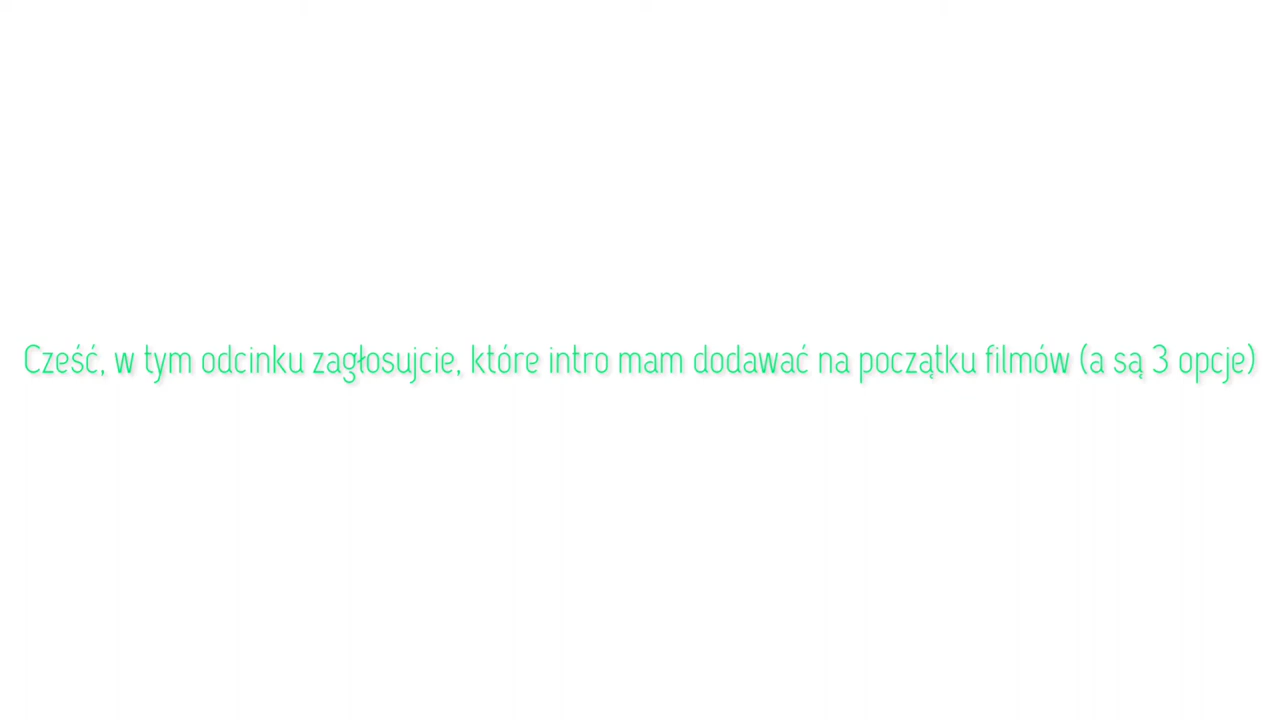 Cześć, w tym odcinku zagłosujcie, które intro mam dodawać na początku filmów (a są 3 opcje)